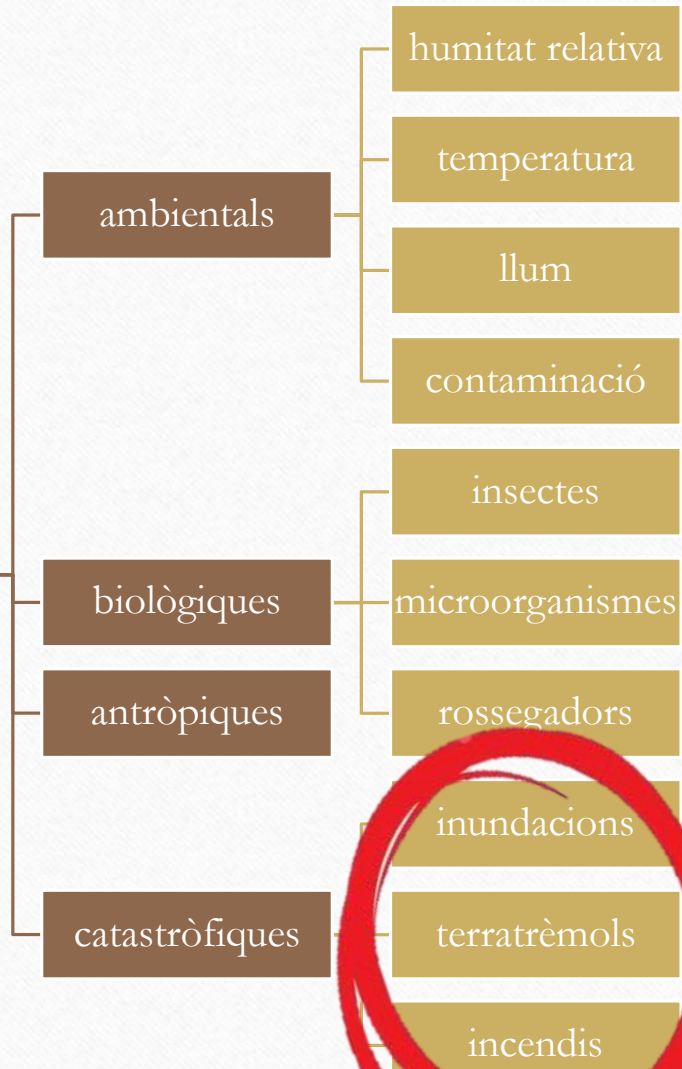 ambientals
humitat relativa
temperatura
llum
contaminació
biològiques
insectes
microorganismes
rossegadors
antròpiques
catastròfiques
inundacions
terratrèmols
incendis